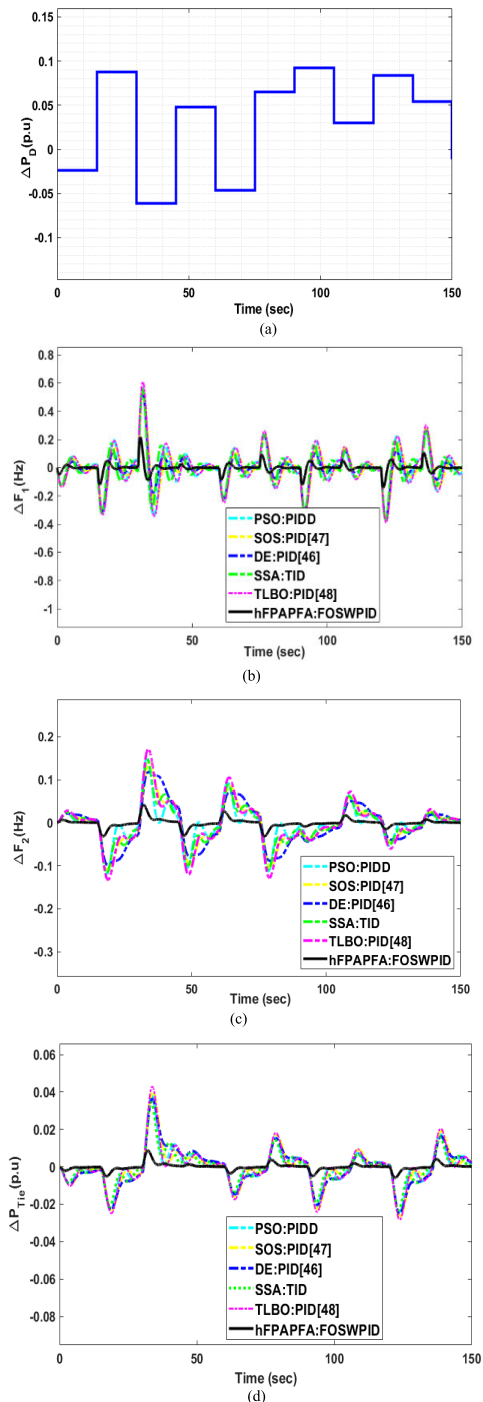 0.15
0.1
0.05
0
-0.05
-0.1
△P_D(p.u)
0 50 100 150
Time (sec)
(a)
0.8
0.6
0.4
0.2
0
-0.2
-0.4
-0.6
-0.8
-1
△F_1(Hz)
PSO:PIDD
SOS:PID[47]
DE:PID[46]
SSA:TID
TLBO:PID[48]
hFPAPFA:FOSWPID
0 50 100 150
Time (sec)
(b)
0.2
0.1
0
-0.1
-0.2
-0.3
△F_2(Hz)
PSO:PIDD
SOS:PID[47]
DE:PID[46]
SSA:TID
TLBO:PID[48]
hFPAPFA:FOSWPID
0 50 100 150
Time (sec)
(c)
0.06
0.04
0.02
0
-0.02
-0.04
-0.06
-0.08
△P_Tie(p.u)
PSO:PIDD
SOS:PID[47]
DE:PID[46]
SSA:TID
TLBO:PID[48]
hFPAPFA:FOSWPID
0 50 100 150
Time (sec)
(d)